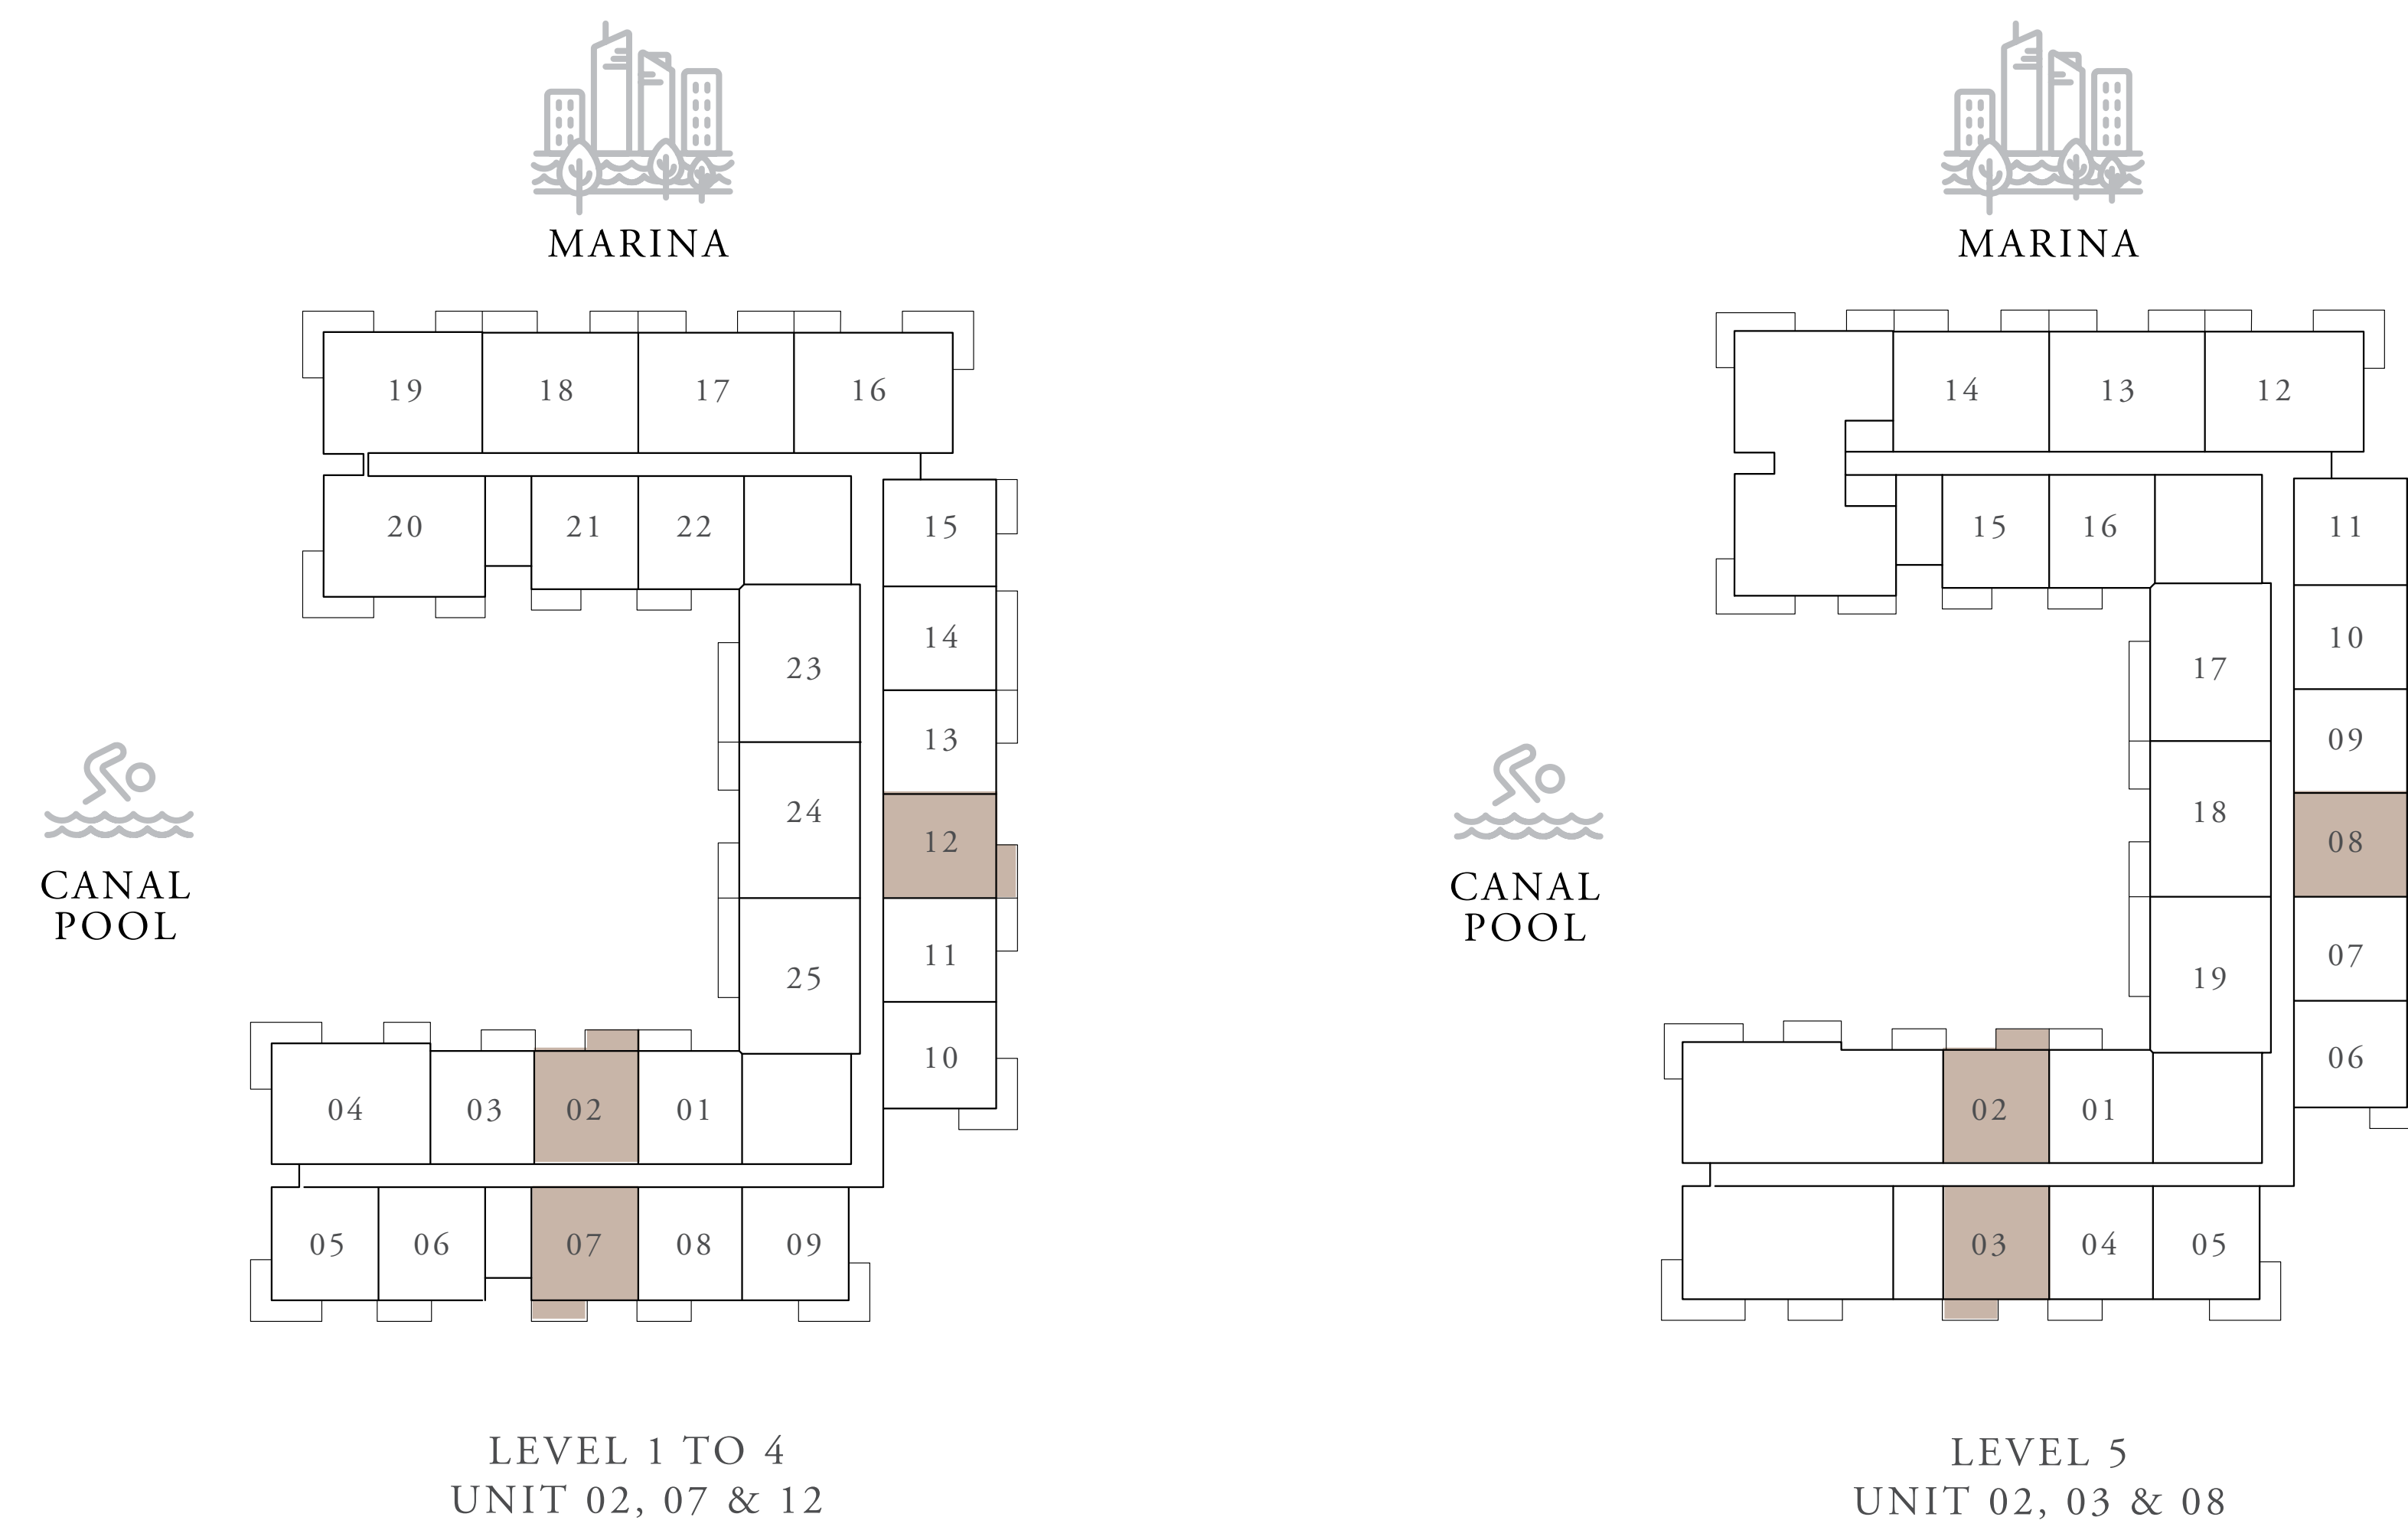 MARINA
19 18 17 16
20 21 22 15
14
23
13
24 12
11
25
10
04 03 02 01
05 06 07 08 09
CANAL
POOL
LEVEL 1 TO 4
UNIT 02, 07 & 12
MARINA
14 13 12
15 16 11
10
17
09
18 08
07
19
06
02 01
03 04 05
CANAL
POOL
LEVEL 5
UNIT 02, 03 & 08